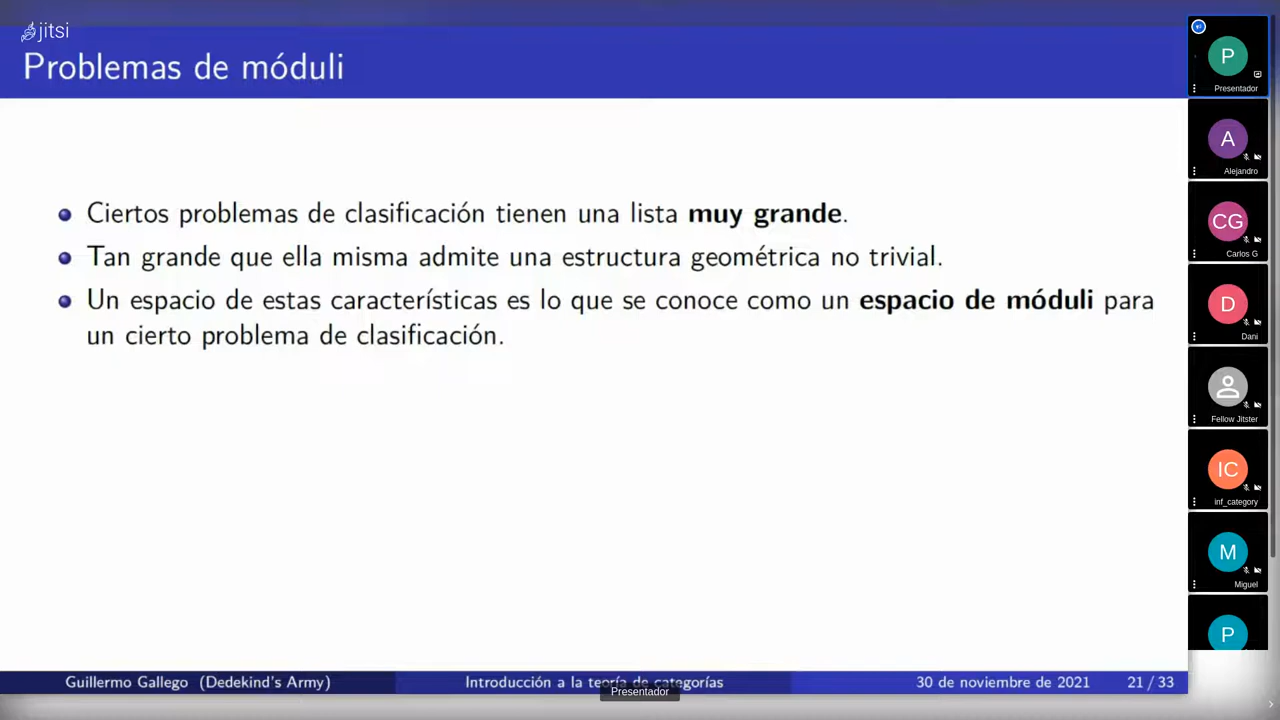 jitsi
Problemas de móduli
Ciertos problemas de clasificación tienen una lista muy grande.
Tan grande que ella misma admite una estructura geométrica no trivial.
Un espacio de estas características es lo que se conoce como un espacio de móduli para
un cierto problema de clasificación.
Guillermo Gallego (Dedekind's Army)
Introducción a la teoría de categorías
30 de noviembre de 2021
21 / 33
Presentador
P
Presentador
A
Alejandro
CG
Carlos G
D
Dani
Fellow Jitster
IC
inf_category
M
Miguel
P